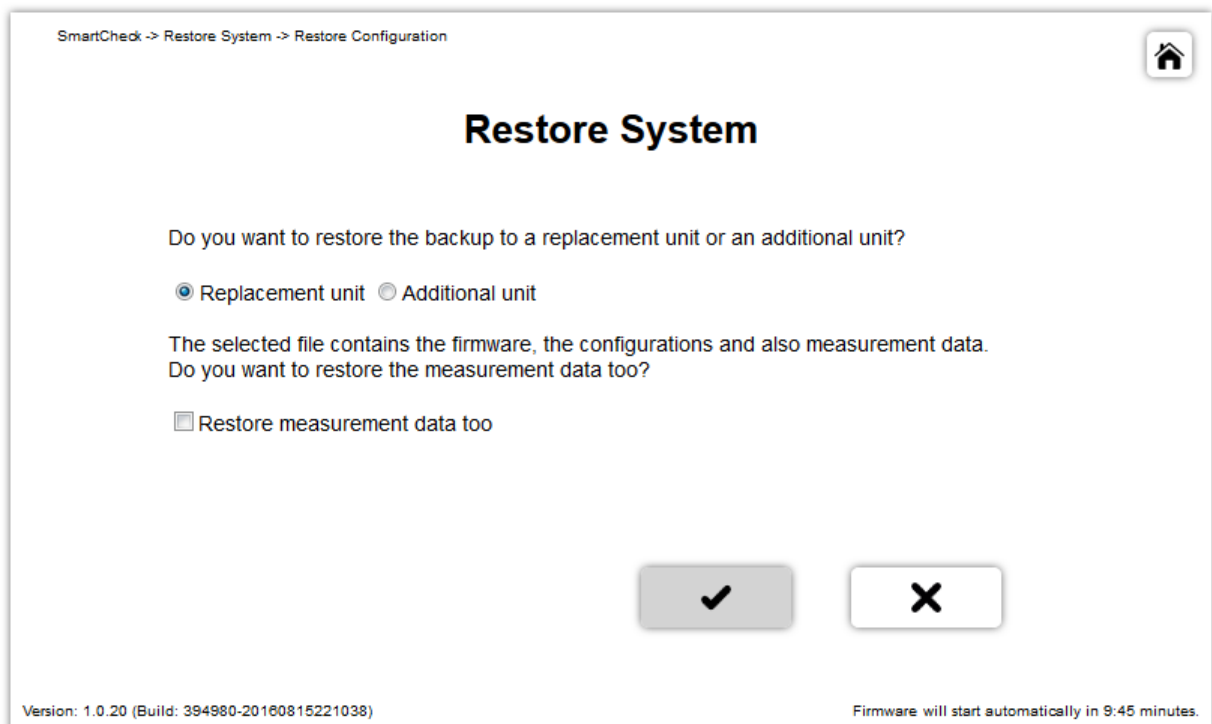 SmartCheck -> Restore System -> Restore Configuration
Restore System
Do you want to restore the backup to a replacement unit or an additional unit?
Replacement unit Additional unit
The selected file contains the firmware, the configurations and also measurement data.
Do you want to restore the measurement data too?
Restore measurement data too
Version: 1.0.20 (Build: 394980-20160815221038) Firmware will start automatically in 9:45 minutes.